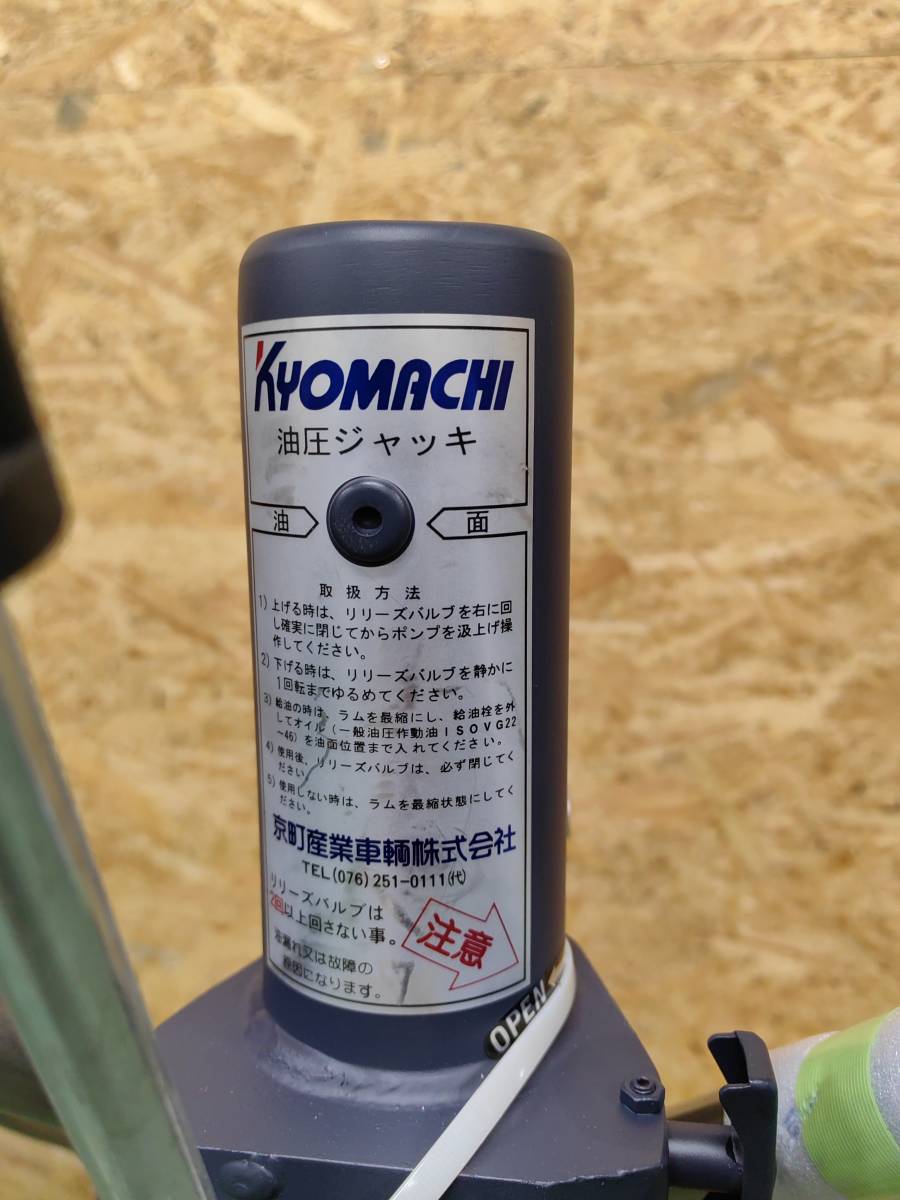 KYOMACHI
油圧ジャッキ
油 面
取扱方法
1) 上げる時は、リリーズバルブを右に回
し確実に閉じてからポンプを汲上げ操
作してください。
2) 下げる時は、リリーズバルブを静かに
1回転までゆるめてください。
3) 給油の時は、ラムを最縮にし、給油栓を外
してオイル(一般油圧作動油ISOVG22
-46)を油面位置まで入れてください。
4) 使用後、リリーズバルブは、必ず閉じてく
ださい。
5) 使用しない時は、ラムを最縮状態にしてく
ださい。
京町産業車輌株式会社
TEL(076)251-0111(代)
リリーズバルブは
2回以上回さない事。
注意
油漏れ又は故障の
原因になります。
OPEN